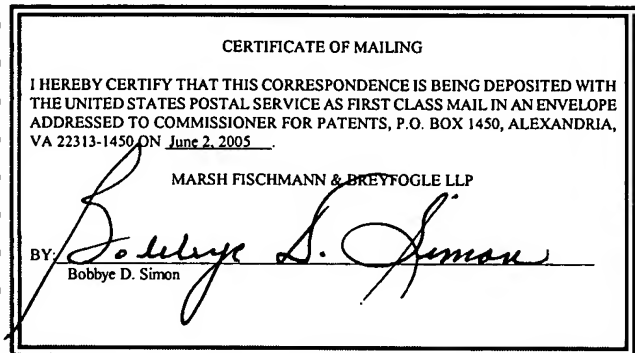 CERTIFICATE OF MAILING
I HEREBY CERTIFY THAT THIS CORRESPONDENCE IS BEING DEPOSITED WITH
THE UNITED STATES POSTAL SERVICE AS FIRST CLASS MAIL IN AN ENVELOPE
ADDRESSED TO COMMISSIONER FOR PATENTS, P.O. BOX 1450, ALEXANDRIA,
VA 22313-1450 ON June 2, 2005.
MARSH FISCHMANN & BREYFOGLE LLP
BY: Bobbye D. Simon
Bobbye D. Simon